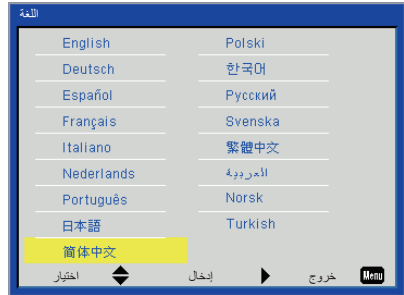 اللغة
English
Deutsch
Español
Français
Italiano
Nederlands
Português
日本語
简体中文
Polski
한국어
Русский
Svenska
繁體中文
العربية
Norsk
Turkish
اختيار
إدخال
خروج
Menu